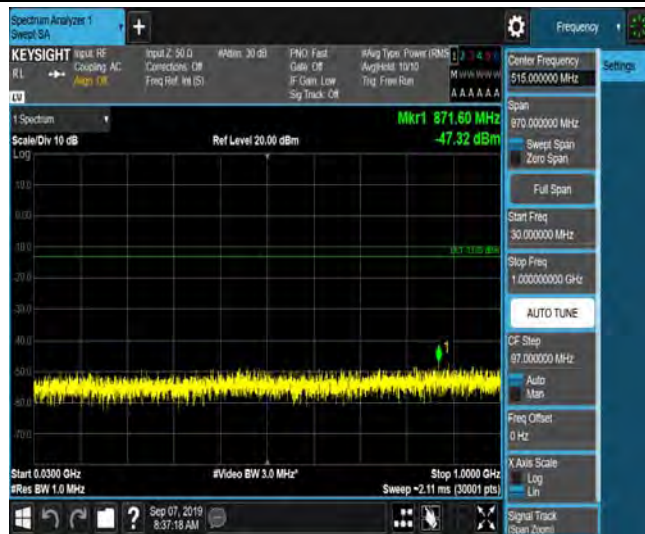 Spectrum Analyzer 1
Swept SA
+
Frequency
KEYSIGHT
Input: RF
Coupling: AC
Align: Off
Input Z: 50 Ω
Corrections: Off
Freq Ref: Int (S)
#Atten: 30 dB
PNO: Fast
Gate: Off
IF Gain: Low
Sig Track: Off
#Avg Type: Power (RMS
Avg|Hold: 10/10
Trig: Free Run
1 2 3 4 5 6
M W W W W W
A A A A A A
RL
LV
1 Spectrum
Scale/Div 10 dB
Ref Level 20.00 dBm
Mkr1 871.60 MHz
-47.32 dBm
Log
10.0
0.00
-10.0
-20.0
-30.0
-40.0
-50.0
-60.0
-70.0
1
Start 0.0300 GHz
#Video BW 3.0 MHz*
Stop 1.0000 GHz
#Res BW 1.0 MHz
Sweep ~2.11 ms (30001 pts)
?
Sep 07, 2019
8:37:18 AM
Center Frequency
515.000000 MHz
Settings
Span
970.000000 MHz
Swept Span
Zero Span
Full Span
Start Freq
30.000000 MHz
Stop Freq
1.000000000 GHz
AUTO TUNE
CF Step
97.000000 MHz
Auto
Man
Freq Offset
0 Hz
X Axis Scale
Log
Lin
Signal Track
(Span Zoom)